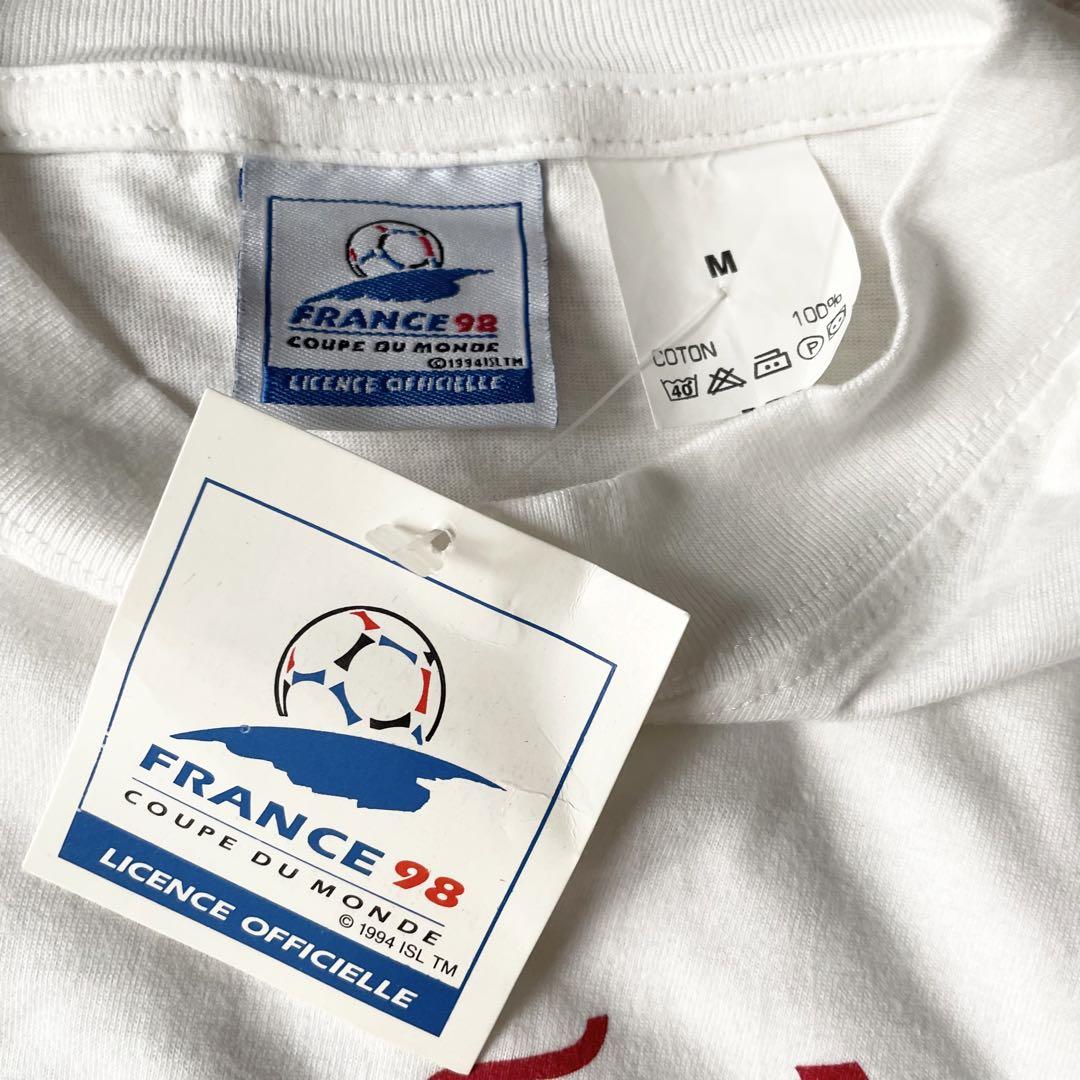 FRANCE 98
COUPE DU MONDE
©1994 ISL TM
LICENCE OFFICIELLE
M
100%
COTON
40
P
FRANCE 98
COUPE DU MONDE
© 1994 ISL TM
LICENCE OFFICIELLE